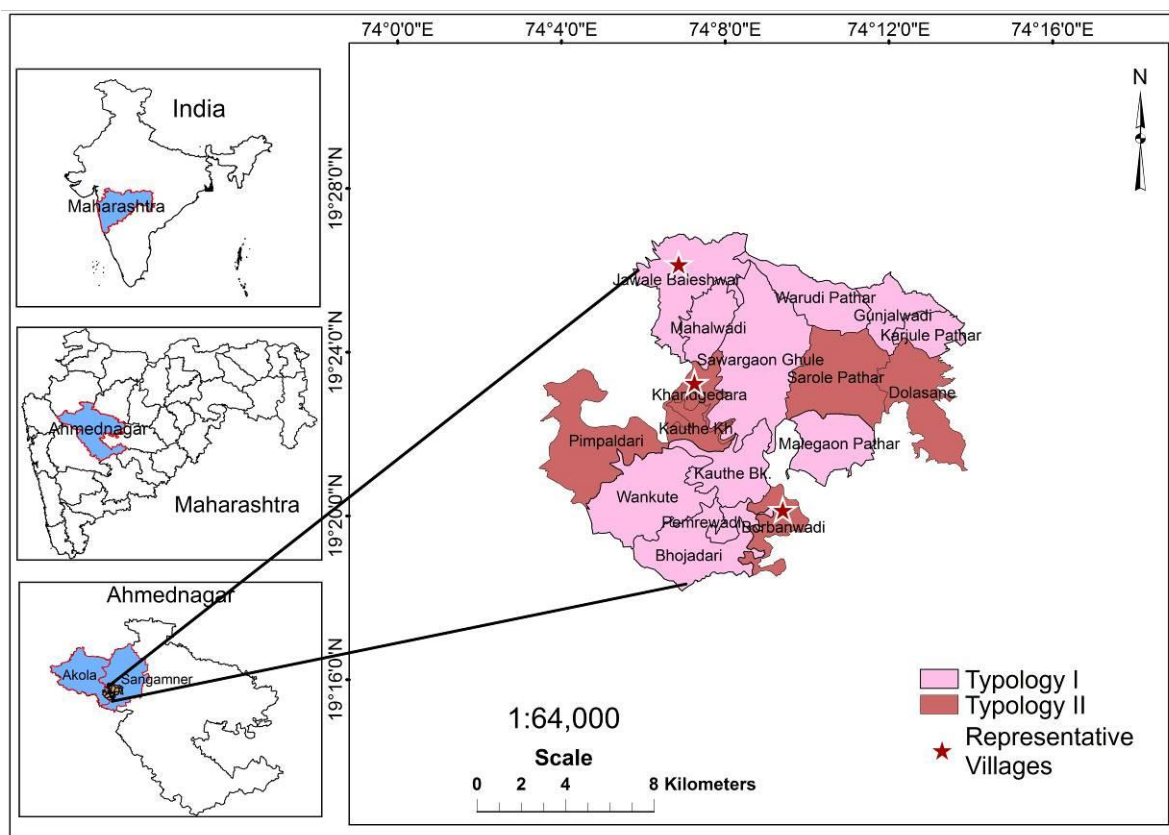 74°0'0"E
74°4'0"E
74°8'0"E
74°12'0"E
74°16'0"E
India
Maharashtra
Ahmednagar
Maharashtra
Ahmednagar
Akola
Sangamner
19°28'0"N
19°24'0"N
19°20'0"N
19°16'0"N
N
Jawale Baleshwar
Warudi Pathar
Gunjalwadi
Mahalwadi
Karjule Pathar
Sawargaon Ghule
Sarole Pathar
Khandgedara
Dolasane
Kauthe Kh.
Pimpaldari
Malegaon Pathar
Kauthe Bk.
Wankute
Pemrewadi
Borbanwadi
Bhojadari
1:64,000
Scale
0 2 4 8 Kilometers
Typology I
Typology II
Representative
Villages